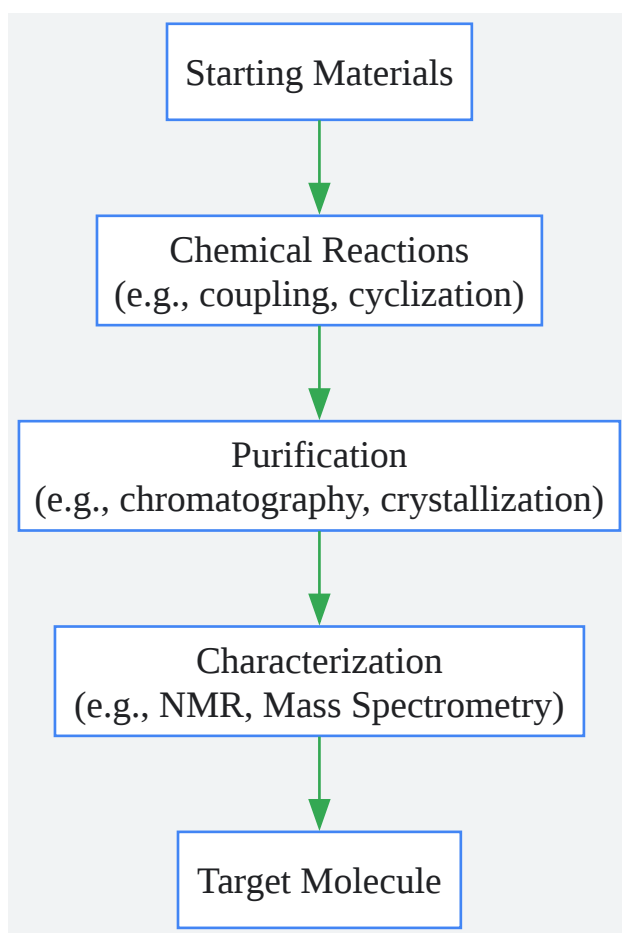 Starting Materials
Chemical Reactions
(e.g., coupling, cyclization)
Purification
(e.g., chromatography, crystallization)
Characterization
(e.g., NMR, Mass Spectrometry)
Target Molecule